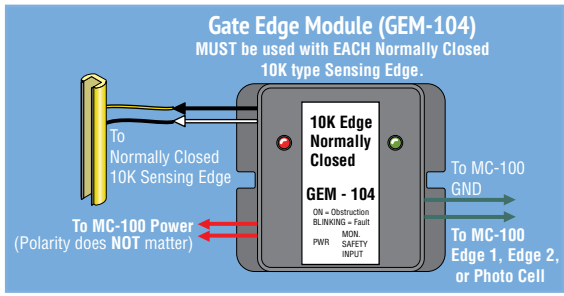 Gate Edge Module (GEM-104)
MUST be used with EACH Normally Closed
10K type Sensing Edge.
To
Normally Closed
10K Sensing Edge
10K Edge
Normally
Closed
GEM - 104
ON = Obstruction
BLINKING = Fault
PWR
MON.
SAFETY
INPUT
To MC-100 Power
(Polarity does NOT matter)
To MC-100
GND
To MC-100
Edge 1, Edge 2,
or Photo Cell